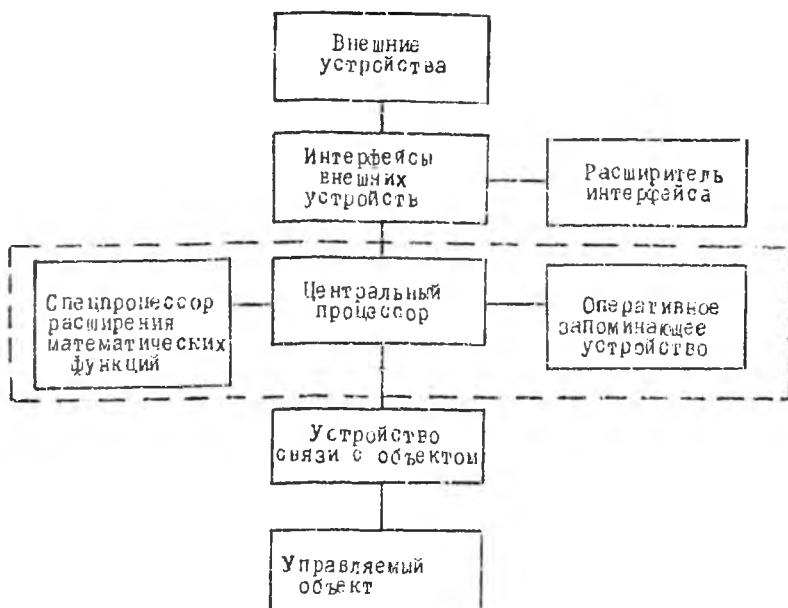 Внешние
устройства
Интерфейсы
внешних
устройств
Расширитель
интерфейса
Спецпроцессор
расширения
математических
функций
Центральный
процессор
Оперативное
запоминающее
устройство
Устройство
связи с объектом
Управляемый
объект